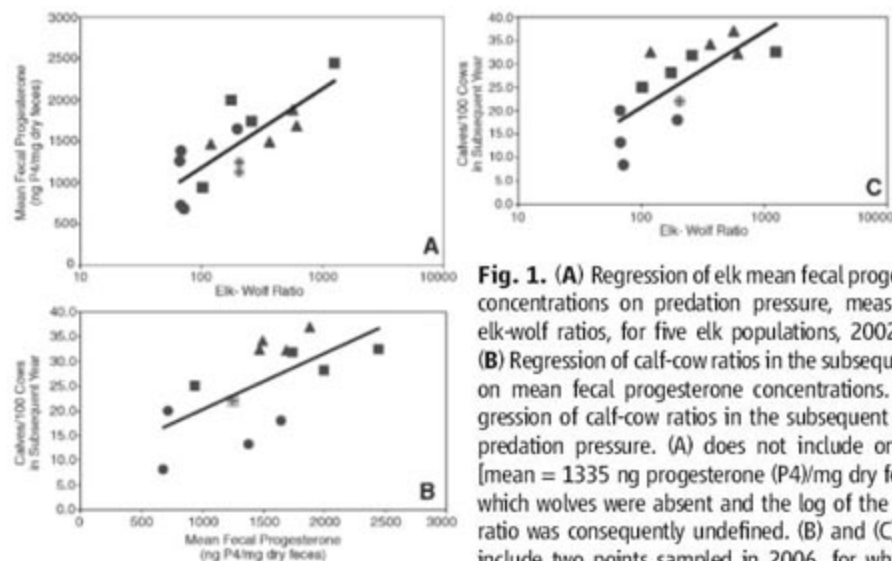 3000
2500
2000
1500
1000
500
0
Mean Fecal Progesterone
(ng P4/mg dry feces)
10
100
1000
10000
Elk- Wolf Ratio
A
40.0
35.0
30.0
25.0
20.0
15.0
10.0
5.0
0.0
Calves/100 Cows
in Subsequent Year
10
100
1000
10000
Elk- Wolf Ratio
C
40.0
35.0
30.0
25.0
20.0
15.0
10.0
5.0
0.0
Calves/100 Cows
in Subsequent Year
0
500
1000
1500
2000
2500
3000
Mean Fecal Progesterone
(ng P4/mg dry feces)
B
Fig. 1. (A) Regression of elk mean fecal proge
concentrations on predation pressure, meas
elk-wolf ratios, for five elk populations, 2002
(B) Regression of calf-cow ratios in the subsequ
on mean fecal progesterone concentrations.
gression of calf-cow ratios in the subsequent
predation pressure. (A) does not include or
[mean = 1335 ng progesterone (P4)/mg dry fe
which wolves were absent and the log of the
ratio was consequently undefined. (B) and (C)
include two points sampled in 2006, for wh